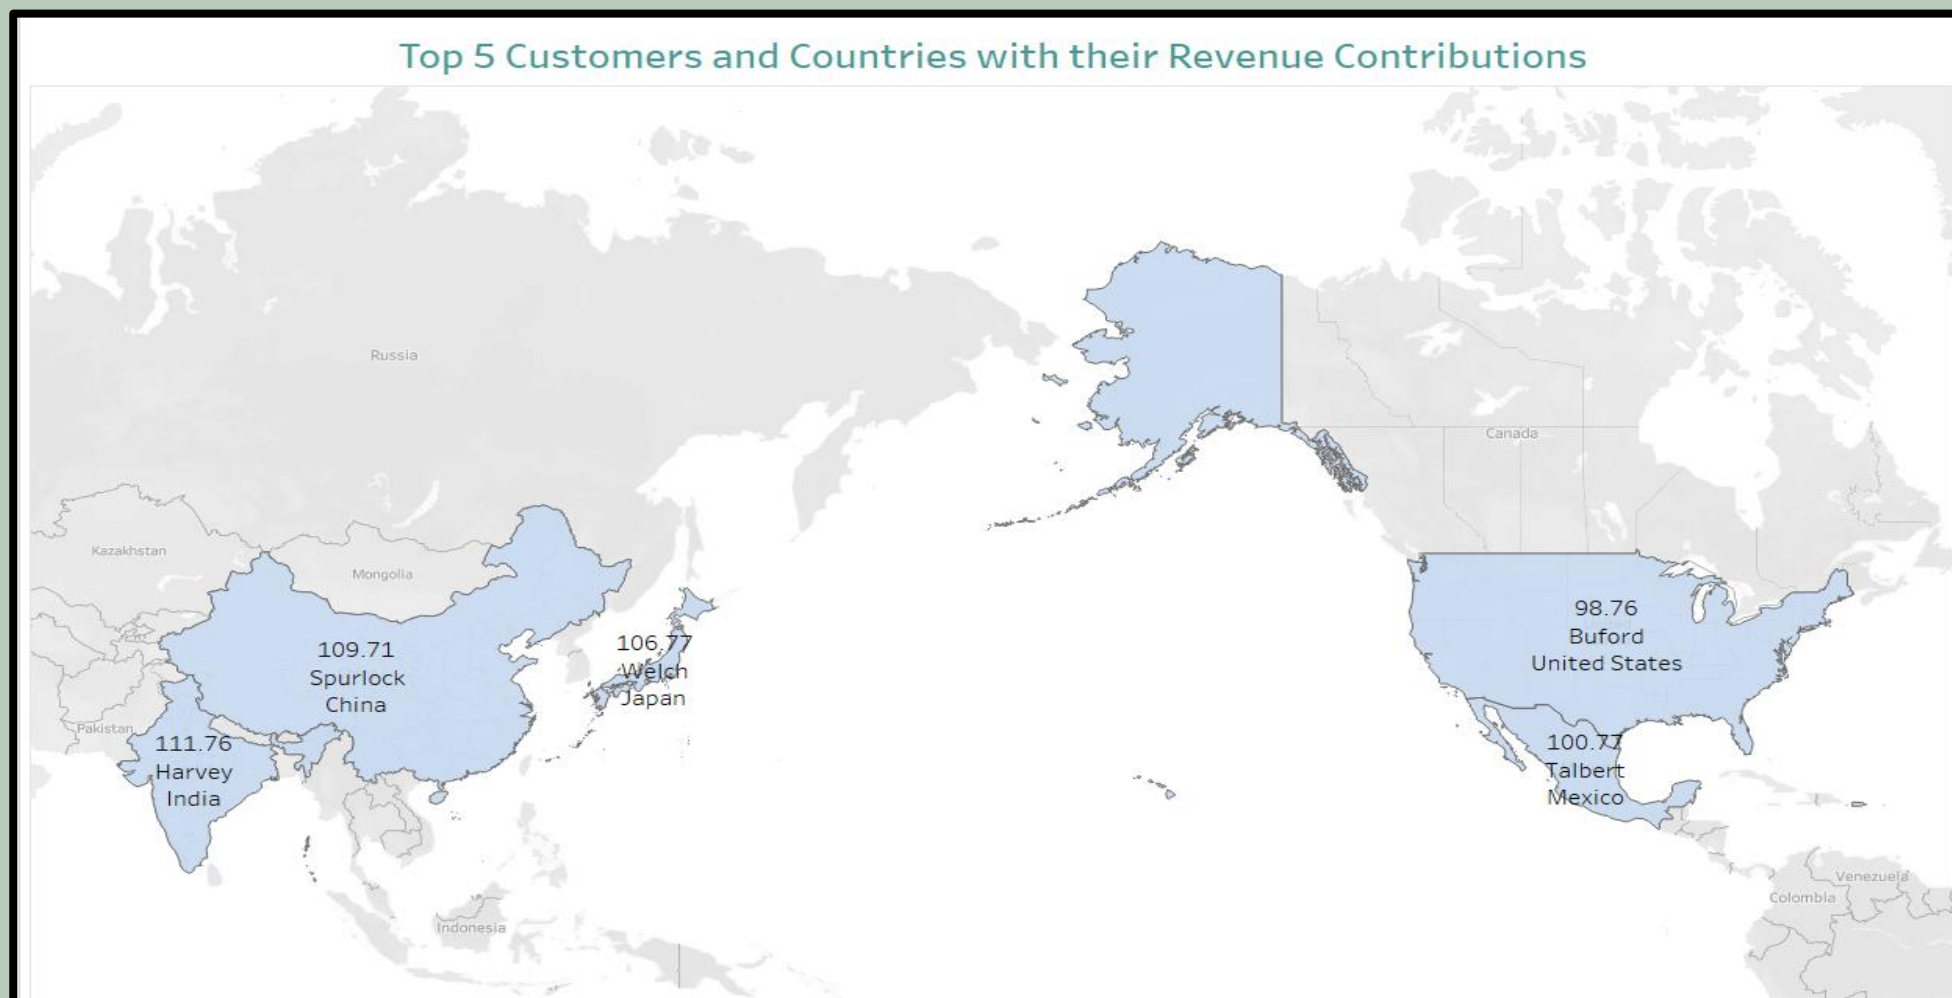 Top 5 Customers and Countries with their Revenue Contributions
Russia
Canada
Kazakhstan
Mongolia
109.71
Spurlock
China
106.77
Welch
Japan
98.76
Buford
United States
Pakistan
111.76
Harvey
India
100.77
Talbert
Mexico
Venezuela
Colombia
Indonesia